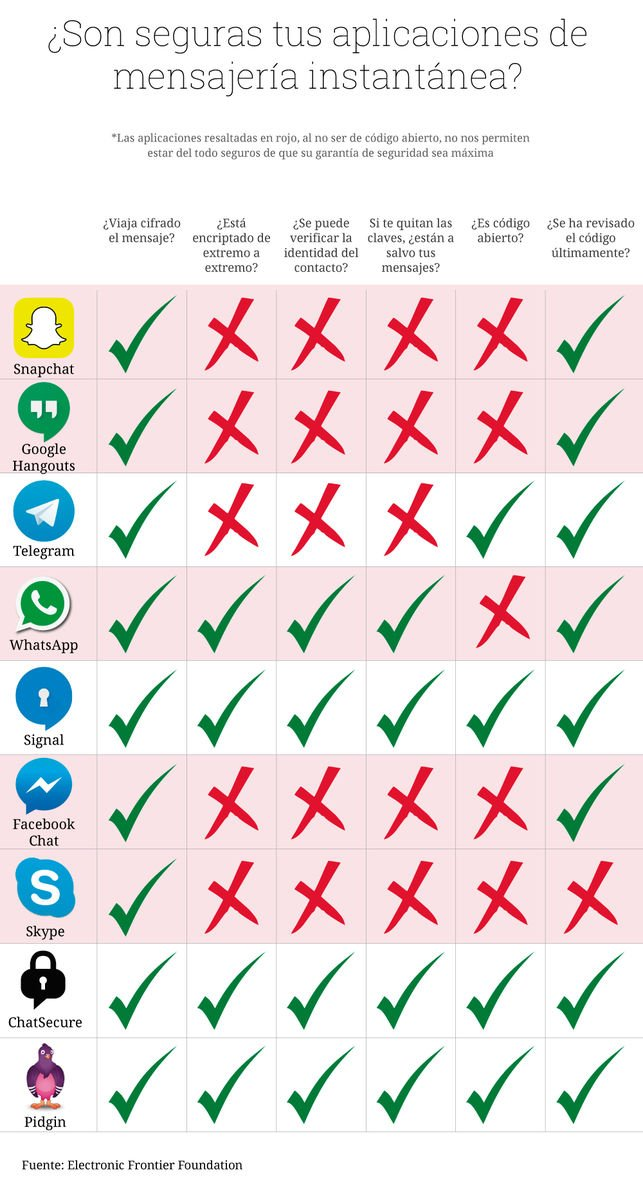 ¿Son seguras tus aplicaciones de
mensajería instantánea?
*Las aplicaciones resaltadas en rojo, al no ser de código abierto, no nos permiten
estar del todo seguros de que su garantía de seguridad sea máxima
¿Viaja cifrado
el mensaje?
¿Está
encriptado de
extremo a
extremo?
¿Se puede
verificar la
identidad del
contacto?
Si te quitan las
claves, ¿están a
salvo tus
mensajes?
¿Es código
abierto?
¿Se ha revisado
el código
últimamente?
Snapchat
Google
Hangouts
Telegram
WhatsApp
Signal
Facebook
Chat
S
Skype
ChatSecure
Pidgin
Fuente: Electronic Frontier Foundation